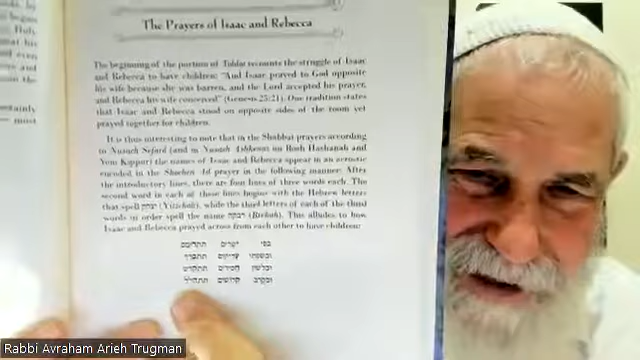 The Prayers of Isaac and Rebecca
The beginning of the portion of Toldot recounts the struggle of Isaac
and Rebecca to have children: "And Isaac prayed to God opposite
his wife because she was barren, and the Lord accepted his prayer,
and Rebecca his wife conceived" (Genesis 25:21). One tradition states
that Isaac and Rebecca stood on opposite sides of the room yet
prayed together for children.
It is thus interesting to note that in the Shabbat prayers according
to Nusach Sefard (and in Nusach Ashkenaz on Rosh Hashanah and
Yom Kippur) the names of Isaac and Rebecca appear in an acrostic
encoded in the Shochen Ad prayer in the following manner: After
the introductory lines, there are four lines of three words each. The
second word in each of these lines begins with the Hebrew letters
that spell יצחק (Yitzchak), while the third letters of each of the third
words in order spell the name רבקה (Rivkah). This alludes to how
Isaac and Rebecca prayed across from each other to have children:
בפי ישרים תתרומם
ובשפתי צדיקים תתברך
ובלשון חסידים תתקדש
ובקרב קדושים תתהלל
Rabbi Avraham Arieh Trugman